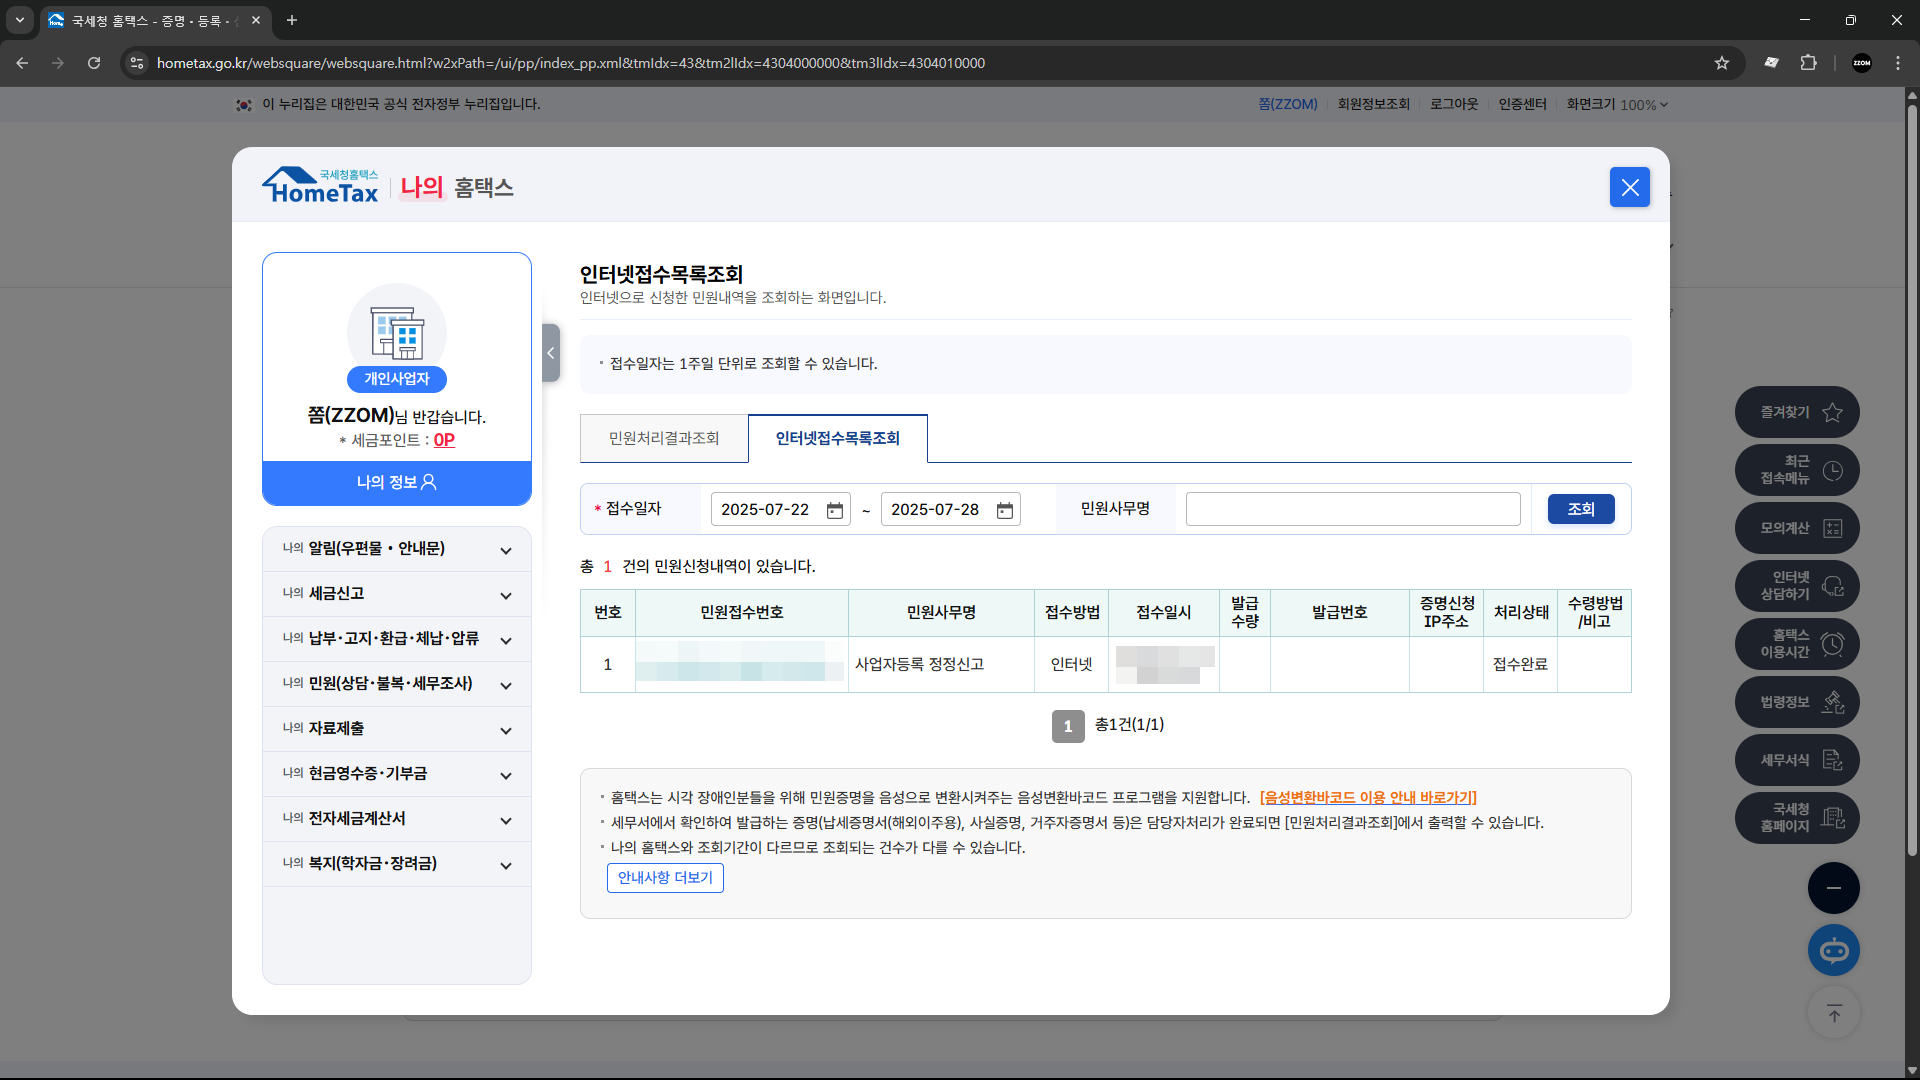 국세청 홈택스 - 증명・등록・
hometax.go.kr/websquare/websquare.html?w2xPath=/ui/pp/index_pp.xml&tmIdx=43&tm2lIdx=4304000000&tm3lIdx=4304010000
ZZOM
이 누리집은 대한민국 공식 전자정부 누리집입니다.
쫌(ZZOM)
회원정보조회
로그아웃
인증센터
화면크기 100%
국세청홈택스
HomeTax
나의 홈택스
개인사업자
쫌(ZZOM)님 반갑습니다.
* 세금포인트 : 0P
나의 정보
나의 알림(우편물・안내문)
나의 세금신고
나의 납부·고지·환급·체납·압류
나의 민원(상담·불복·세무조사)
나의 자료제출
나의 현금영수증·기부금
나의 전자세금계산서
나의 복지(학자금·장려금)
인터넷접수목록조회
인터넷으로 신청한 민원내역을 조회하는 화면입니다.
접수일자는 1주일 단위로 조회할 수 있습니다.
민원처리결과조회
인터넷접수목록조회
* 접수일자 2025-07-22 ~ 2025-07-28 민원사무명 조회
총 1 건의 민원신청내역이 있습니다.
번호 민원접수번호 민원사무명 접수방법 접수일시 발급 수량 발급번호 증명신청 IP주소 처리상태 수령방법 /비고
1 사업자등록 정정신고 인터넷 접수완료
1 총1건(1/1)
홈택스는 시각 장애인분들을 위해 민원증명을 음성으로 변환시켜주는 음성변환바코드 프로그램을 지원합니다. [음성변환바코드 이용 안내 바로가기]
세무서에서 확인하여 발급하는 증명(납세증명서(해외이주용), 사실증명, 거주자증명서 등)은 담당자처리가 완료되면 [민원처리결과조회]에서 출력할 수 있습니다.
나의 홈택스와 조회기간이 다르므로 조회되는 건수가 다를 수 있습니다.
안내사항 더보기
즐겨찾기
최근
접속메뉴
모의계산
인터넷
상담하기
홈택스
이용시간
법령정보
세무서식
국세청
홈페이지